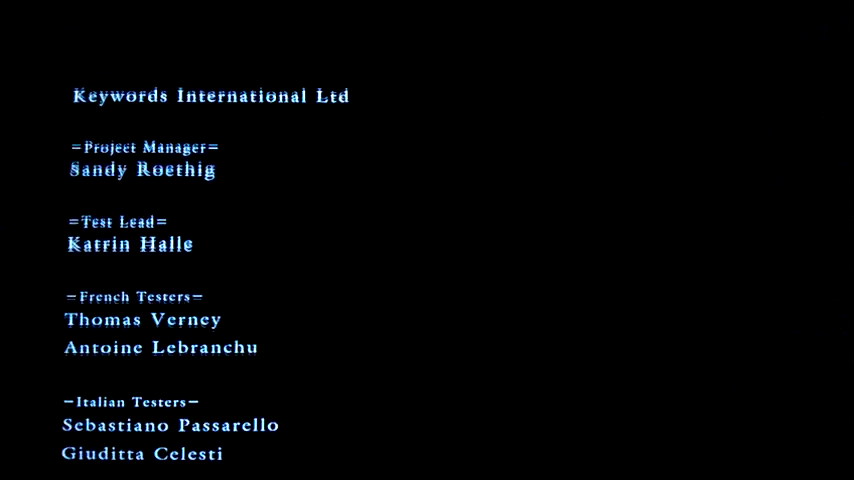 Keywords International Ltd
=Project Manager=
Sandy Roethig
=Test Lead=
Katrin Halle
-French Testers-
Thomas Verney
Antoine Lebranchu
-Italian Testers-
Sebastiano Passarello
Giuditta Celesti